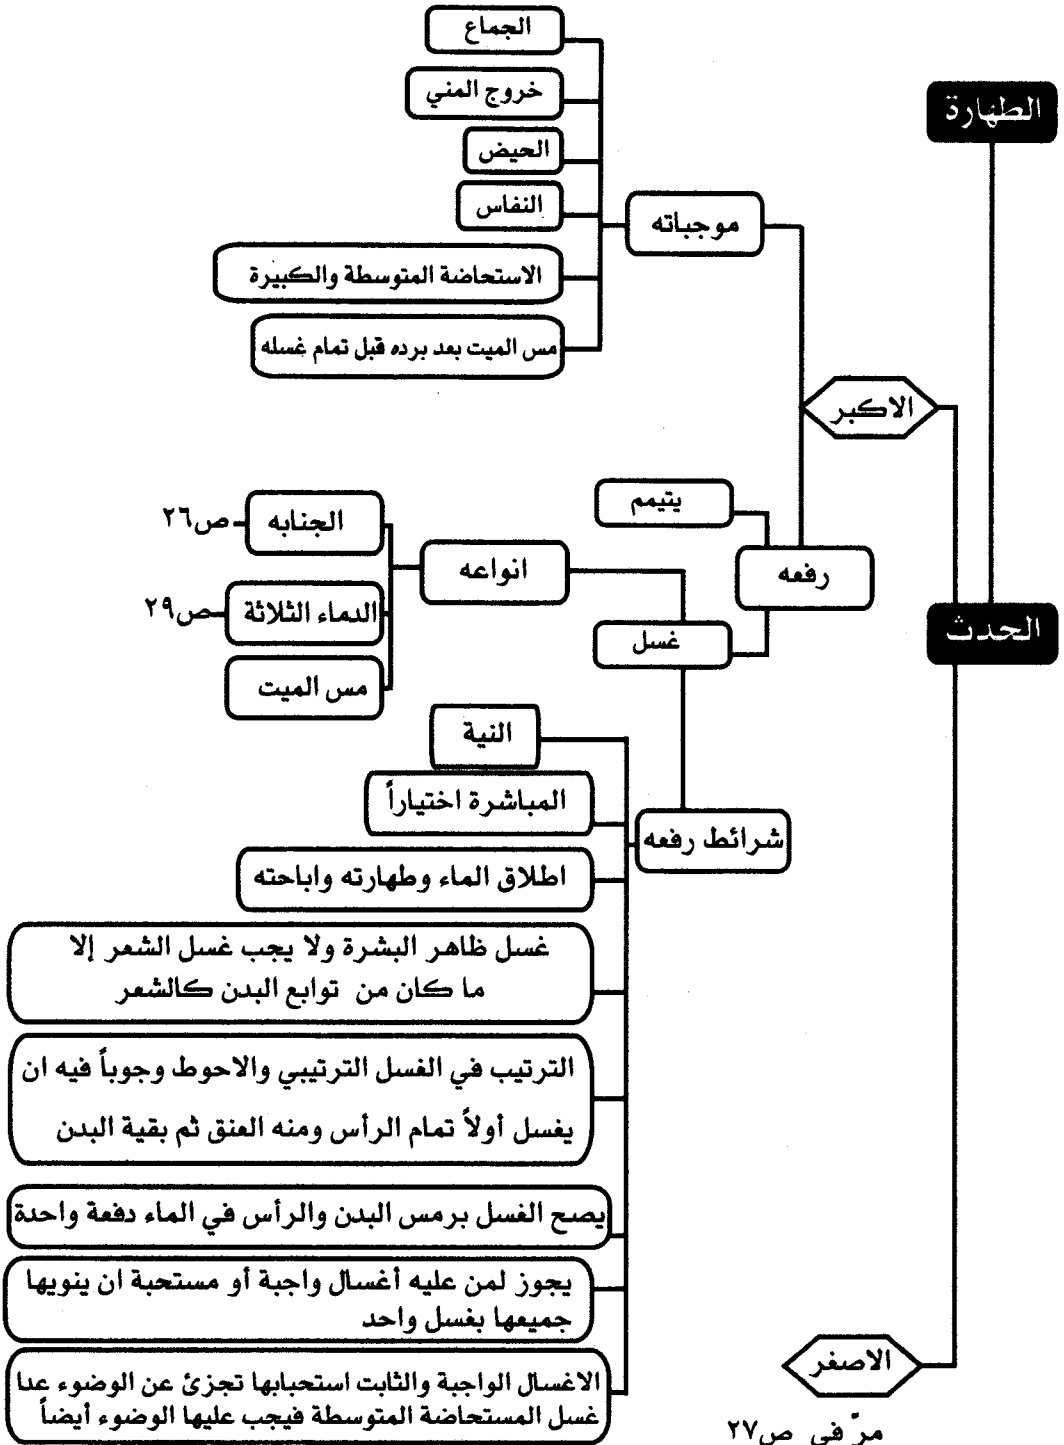 الطهارة
الحدث
الاكبر
موجباته
الجماع
خروج المني
الحيض
النفاس
الاستحاضة المتوسطة والكبيرة
مس الميت بعد برده قبل تمام غسله
رفعه
يتيمم
غسل
انواعه
الجنابه
ص٢٦
الدماء الثلاثة
ص٢٩
مس الميت
شرائط رفعه
النية
المباشرة اختياراً
اطلاق الماء وطهارته واباحته
غسل ظاهر البشرة ولا يجب غسل الشعر إلا
ما كان من توابع البدن كالشعر
الترتيب في الغسل الترتيبي والاحوط وجوباً فيه ان
يغسل أولاً تمام الرأس ومنه العنق ثم بقية البدن
يصح الغسل برمس البدن والرأس في الماء دفعة واحدة
يجوز لمن عليه أغسال واجبة أو مستحبة ان ينويها
جميعها بغسل واحد
الاغسال الواجبة والثابت استحبابها تجزئ عن الوضوء عدا
غسل المستحاضة المتوسطة فيجب عليها الوضوء أيضاً
الاصغر
مرّ في ص٢٧